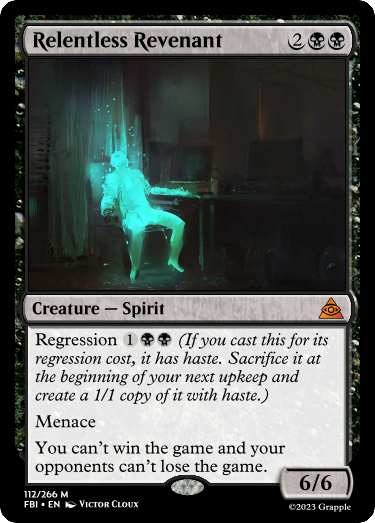 Relentless Revenant 2
Creature — Spirit
Regression 1 (If you cast this for its
regression cost, it has haste. Sacrifice it at
the beginning of your next upkeep and
create a 1/1 copy of it with haste.)
Menace
You can't win the game and your
opponents can't lose the game.
6/6
112/266 M
FBI • EN Victor Cloux
©2023 Grapple